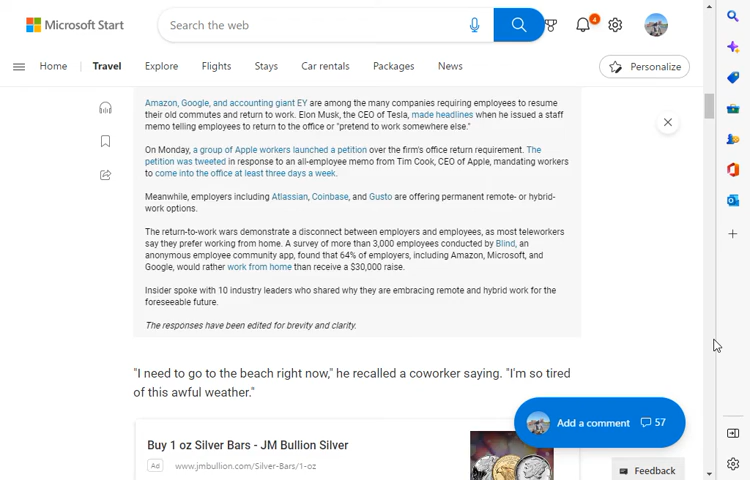 Microsoft Start
Search the web
4
Home
Travel
Explore
Flights
Stays
Car rentals
Packages
News
Personalize
Amazon, Google, and accounting giant EY are among the many companies requiring employees to resume
their old commutes and return to work. Elon Musk, the CEO of Tesla, made headlines when he issued a staff
memo telling employees to return to the office or "pretend to work somewhere else."
On Monday, a group of Apple workers launched a petition over the firm's office return requirement. The
petition was tweeted in response to an all-employee memo from Tim Cook, CEO of Apple, mandating workers
to come into the office at least three days a week.
Meanwhile, employers including Atlassian, Coinbase, and Gusto are offering permanent remote- or hybrid-
work options.
The return-to-work wars demonstrate a disconnect between employers and employees, as most teleworkers
say they prefer working from home. A survey of more than 3,000 employees conducted by Blind, an
anonymous employee community app, found that 64% of employers, including Amazon, Microsoft, and
Google, would rather work from home than receive a $30,000 raise.
Insider spoke with 10 industry leaders who shared why they are embracing remote and hybrid work for the
foreseeable future.
The responses have been edited for brevity and clarity.
"I need to go to the beach right now," he recalled a coworker saying. "I'm so tired
of this awful weather."
Add a comment 57
Buy 1 oz Silver Bars - JM Bullion Silver
Ad www.jmbullion.com/Silver-Bars/1-oz
Feedback